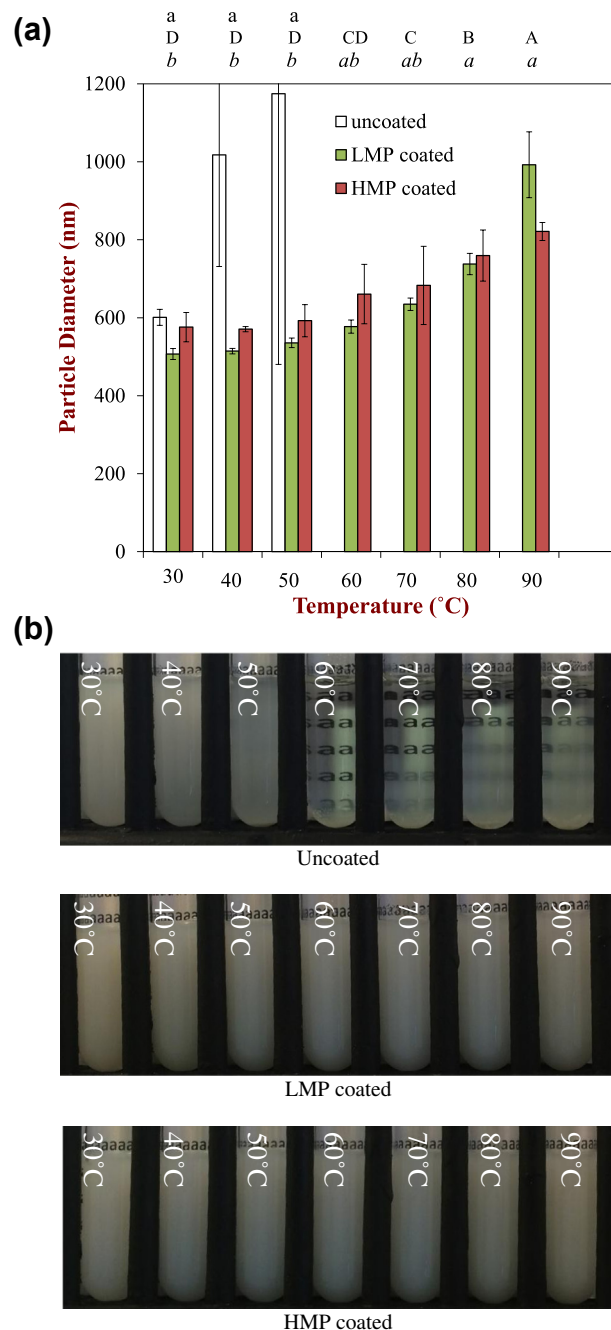 (a)
a a a
D D D CD C B A
b b b ab ab a a
1200
1000
800
600
400
200
0
Particle Diameter (nm)
uncoated
LMP coated
HMP coated
30 40 50 60 70 80 90
Temperature (˚C)
(b)
30˚C 40˚C 50˚C 60˚C 70˚C 80˚C 90˚C
Uncoated
30˚C 40˚C 50˚C 60˚C 70˚C 80˚C 90˚C
LMP coated
30˚C 40˚C 50˚C 60˚C 70˚C 80˚C 90˚C
HMP coated